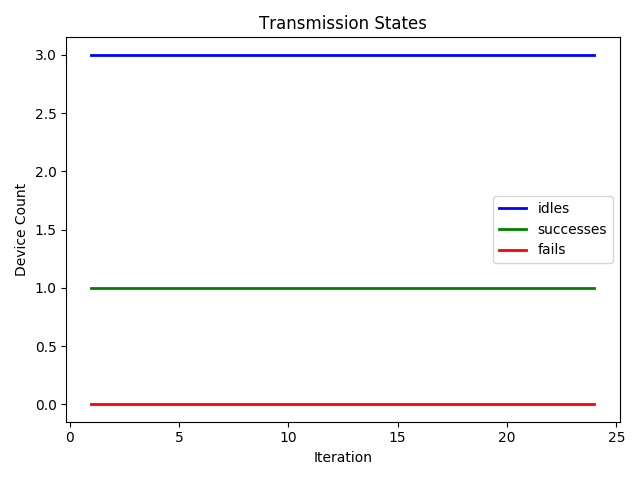 Transmission States
Device Count
3.0
2.5
2.0
1.5
1.0
0.5
0.0
idles
successes
fails
0 5 10 15 20 25
Iteration